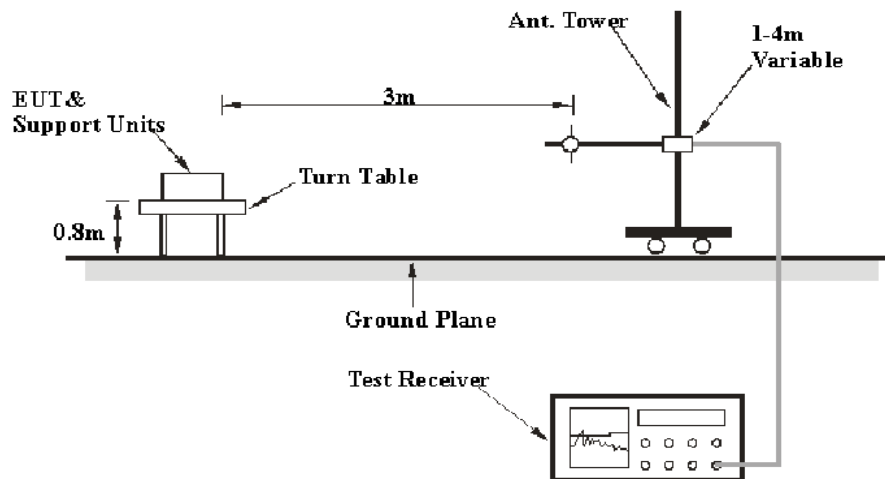 Ant. Tower
1-4m
Variable
3m
EUT&
Support Units
Turn Table
0.8m
Ground Plane
Test Receiver